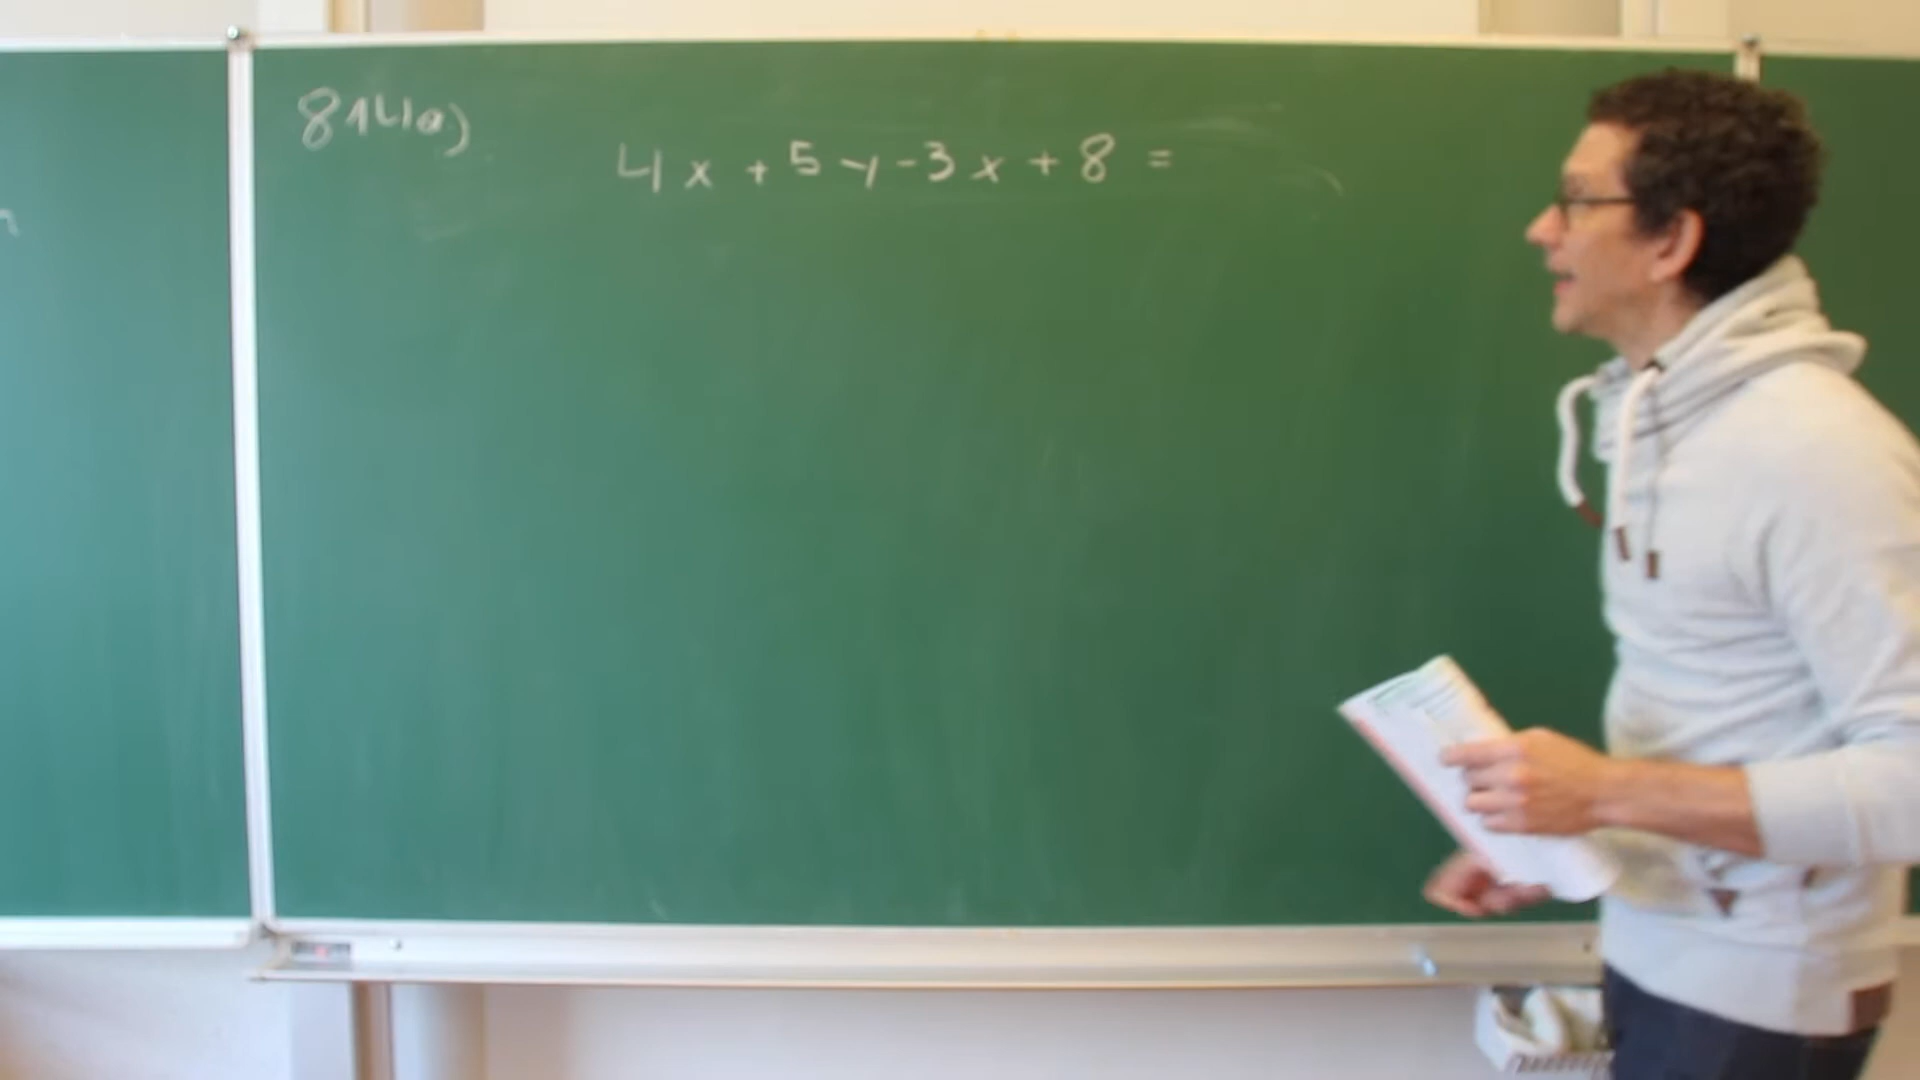 814a)
4x + 5y - 3x + 8 =